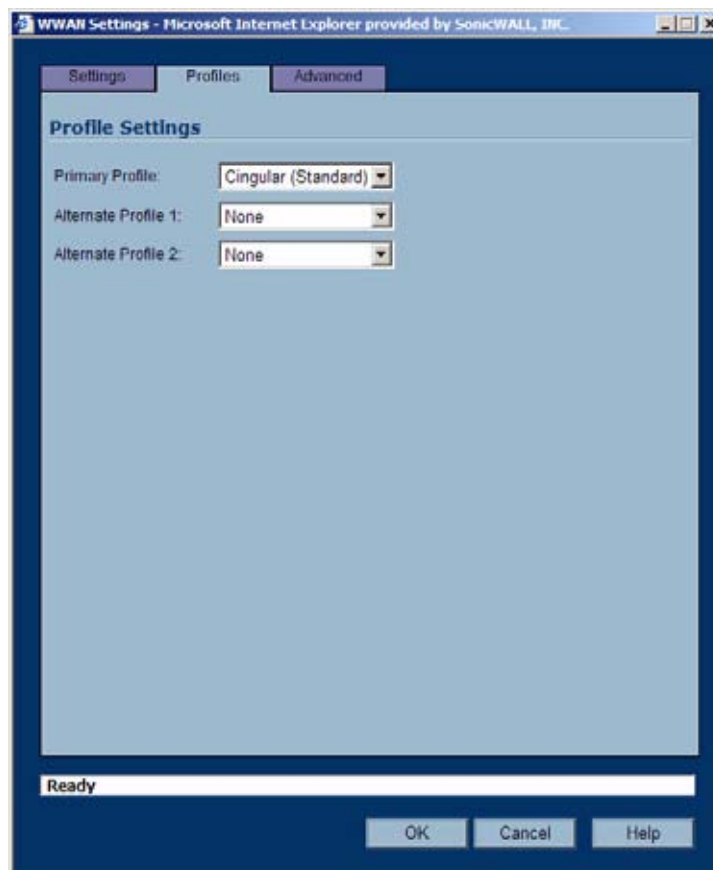 WWAN Settings - Microsoft Internet Explorer provided by SonicWALL, INC.
Settings Profiles Advanced
Profile Settings
Primary Profile: Cingular (Standard)
Alternate Profile 1: None
Alternate Profile 2: None
Ready
OK Cancel Help